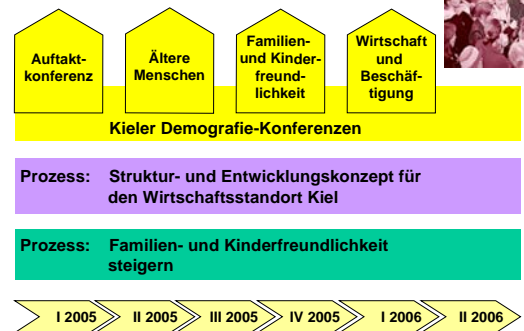 Auftakt-
konferenz
Ältere
Menschen
Familien-
und Kinder-
freund-
lichkeit
Wirtschaft
und
Beschäf-
tigung
Kieler Demografie-Konferenzen
Prozess: Struktur- und Entwicklungskonzept für
den Wirtschaftsstandort Kiel
Prozess: Familien- und Kinderfreundlichkeit
steigern
I 2005 II 2005 III 2005 IV 2005 I 2006 II 2006